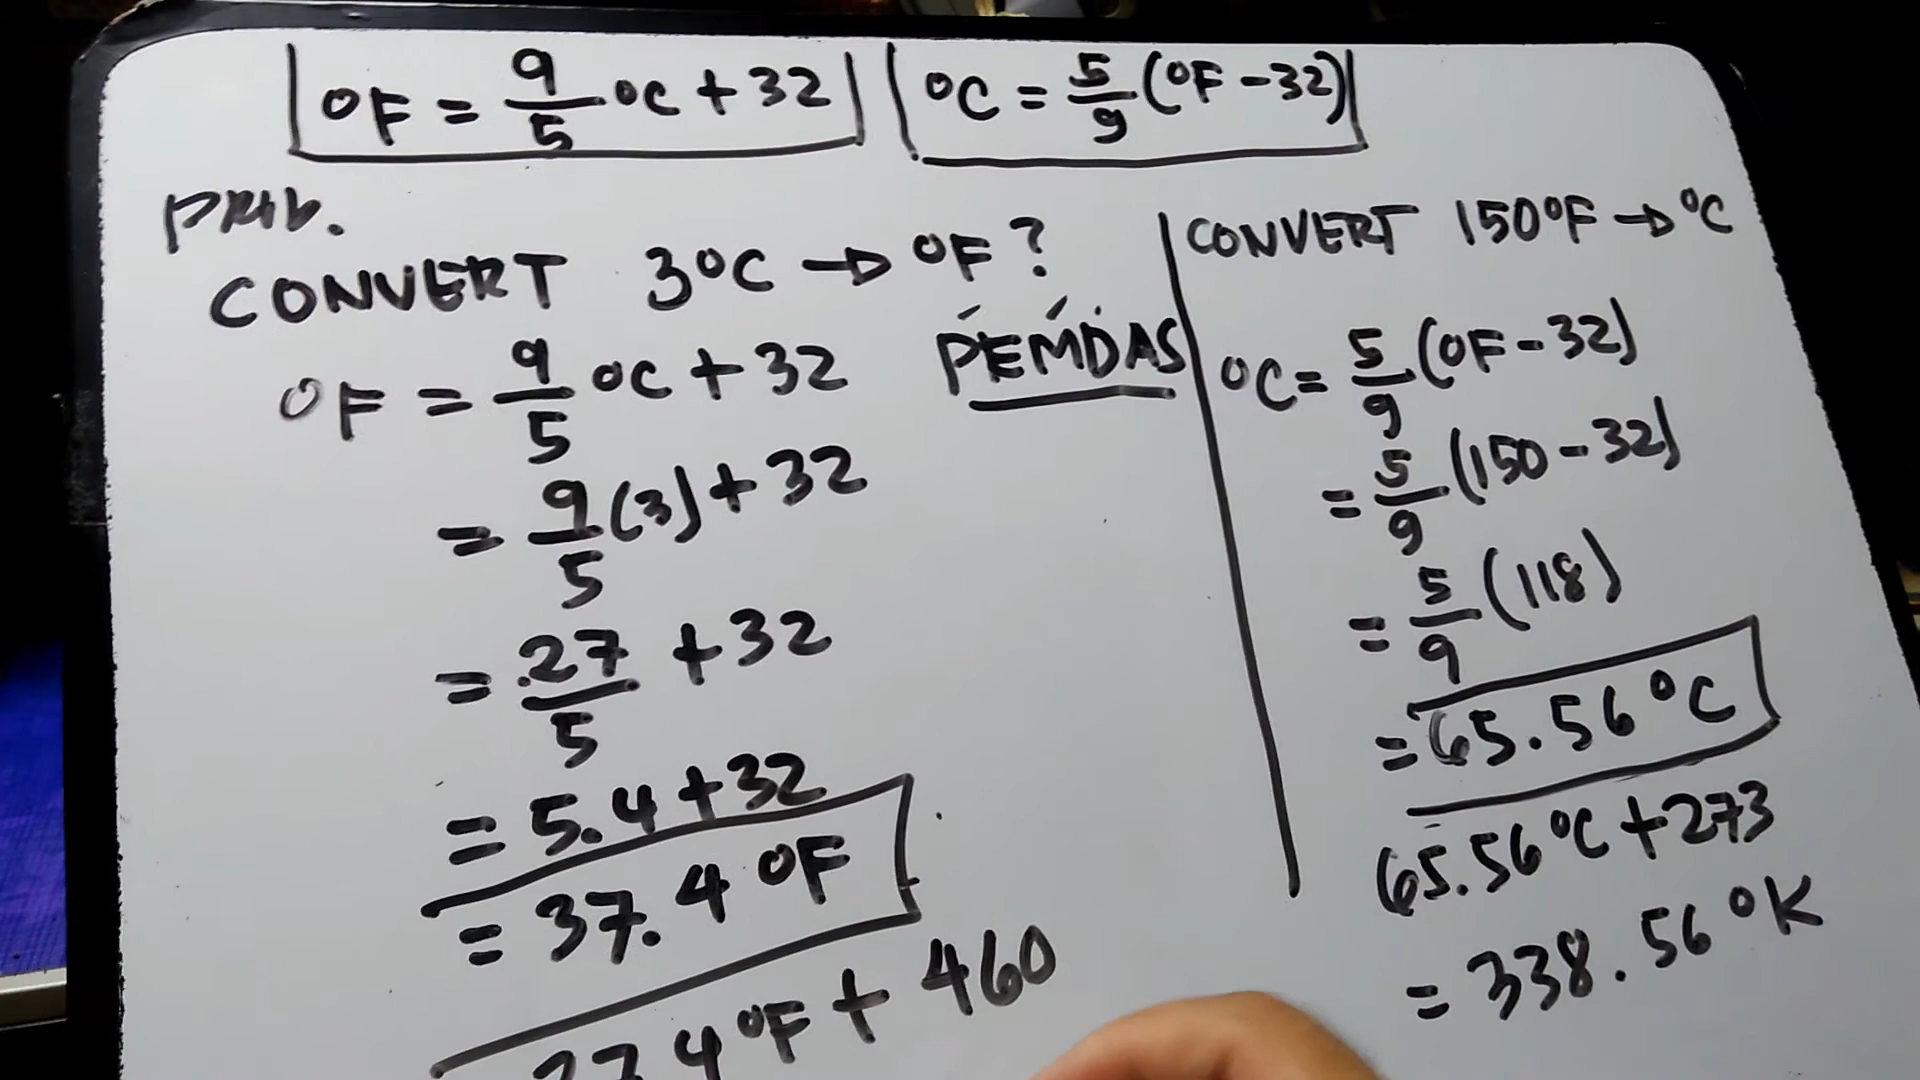 °F = 9/5 °C + 32
°C = 5/9 (°F - 32)
PROB.
CONVERT 3°C → °F?
PEMDAS
°F = 9/5 °C + 32
= 9/5 (3) + 32
= 27/5 + 32
= 5.4 + 32
= 37.4 °F
37.4 °F + 460
CONVERT 150°F → °C
°C = 5/9 (°F - 32)
= 5/9 (150 - 32)
= 5/9 (118)
= 65.56 °C
65.56 °C + 273
= 338.56 °K